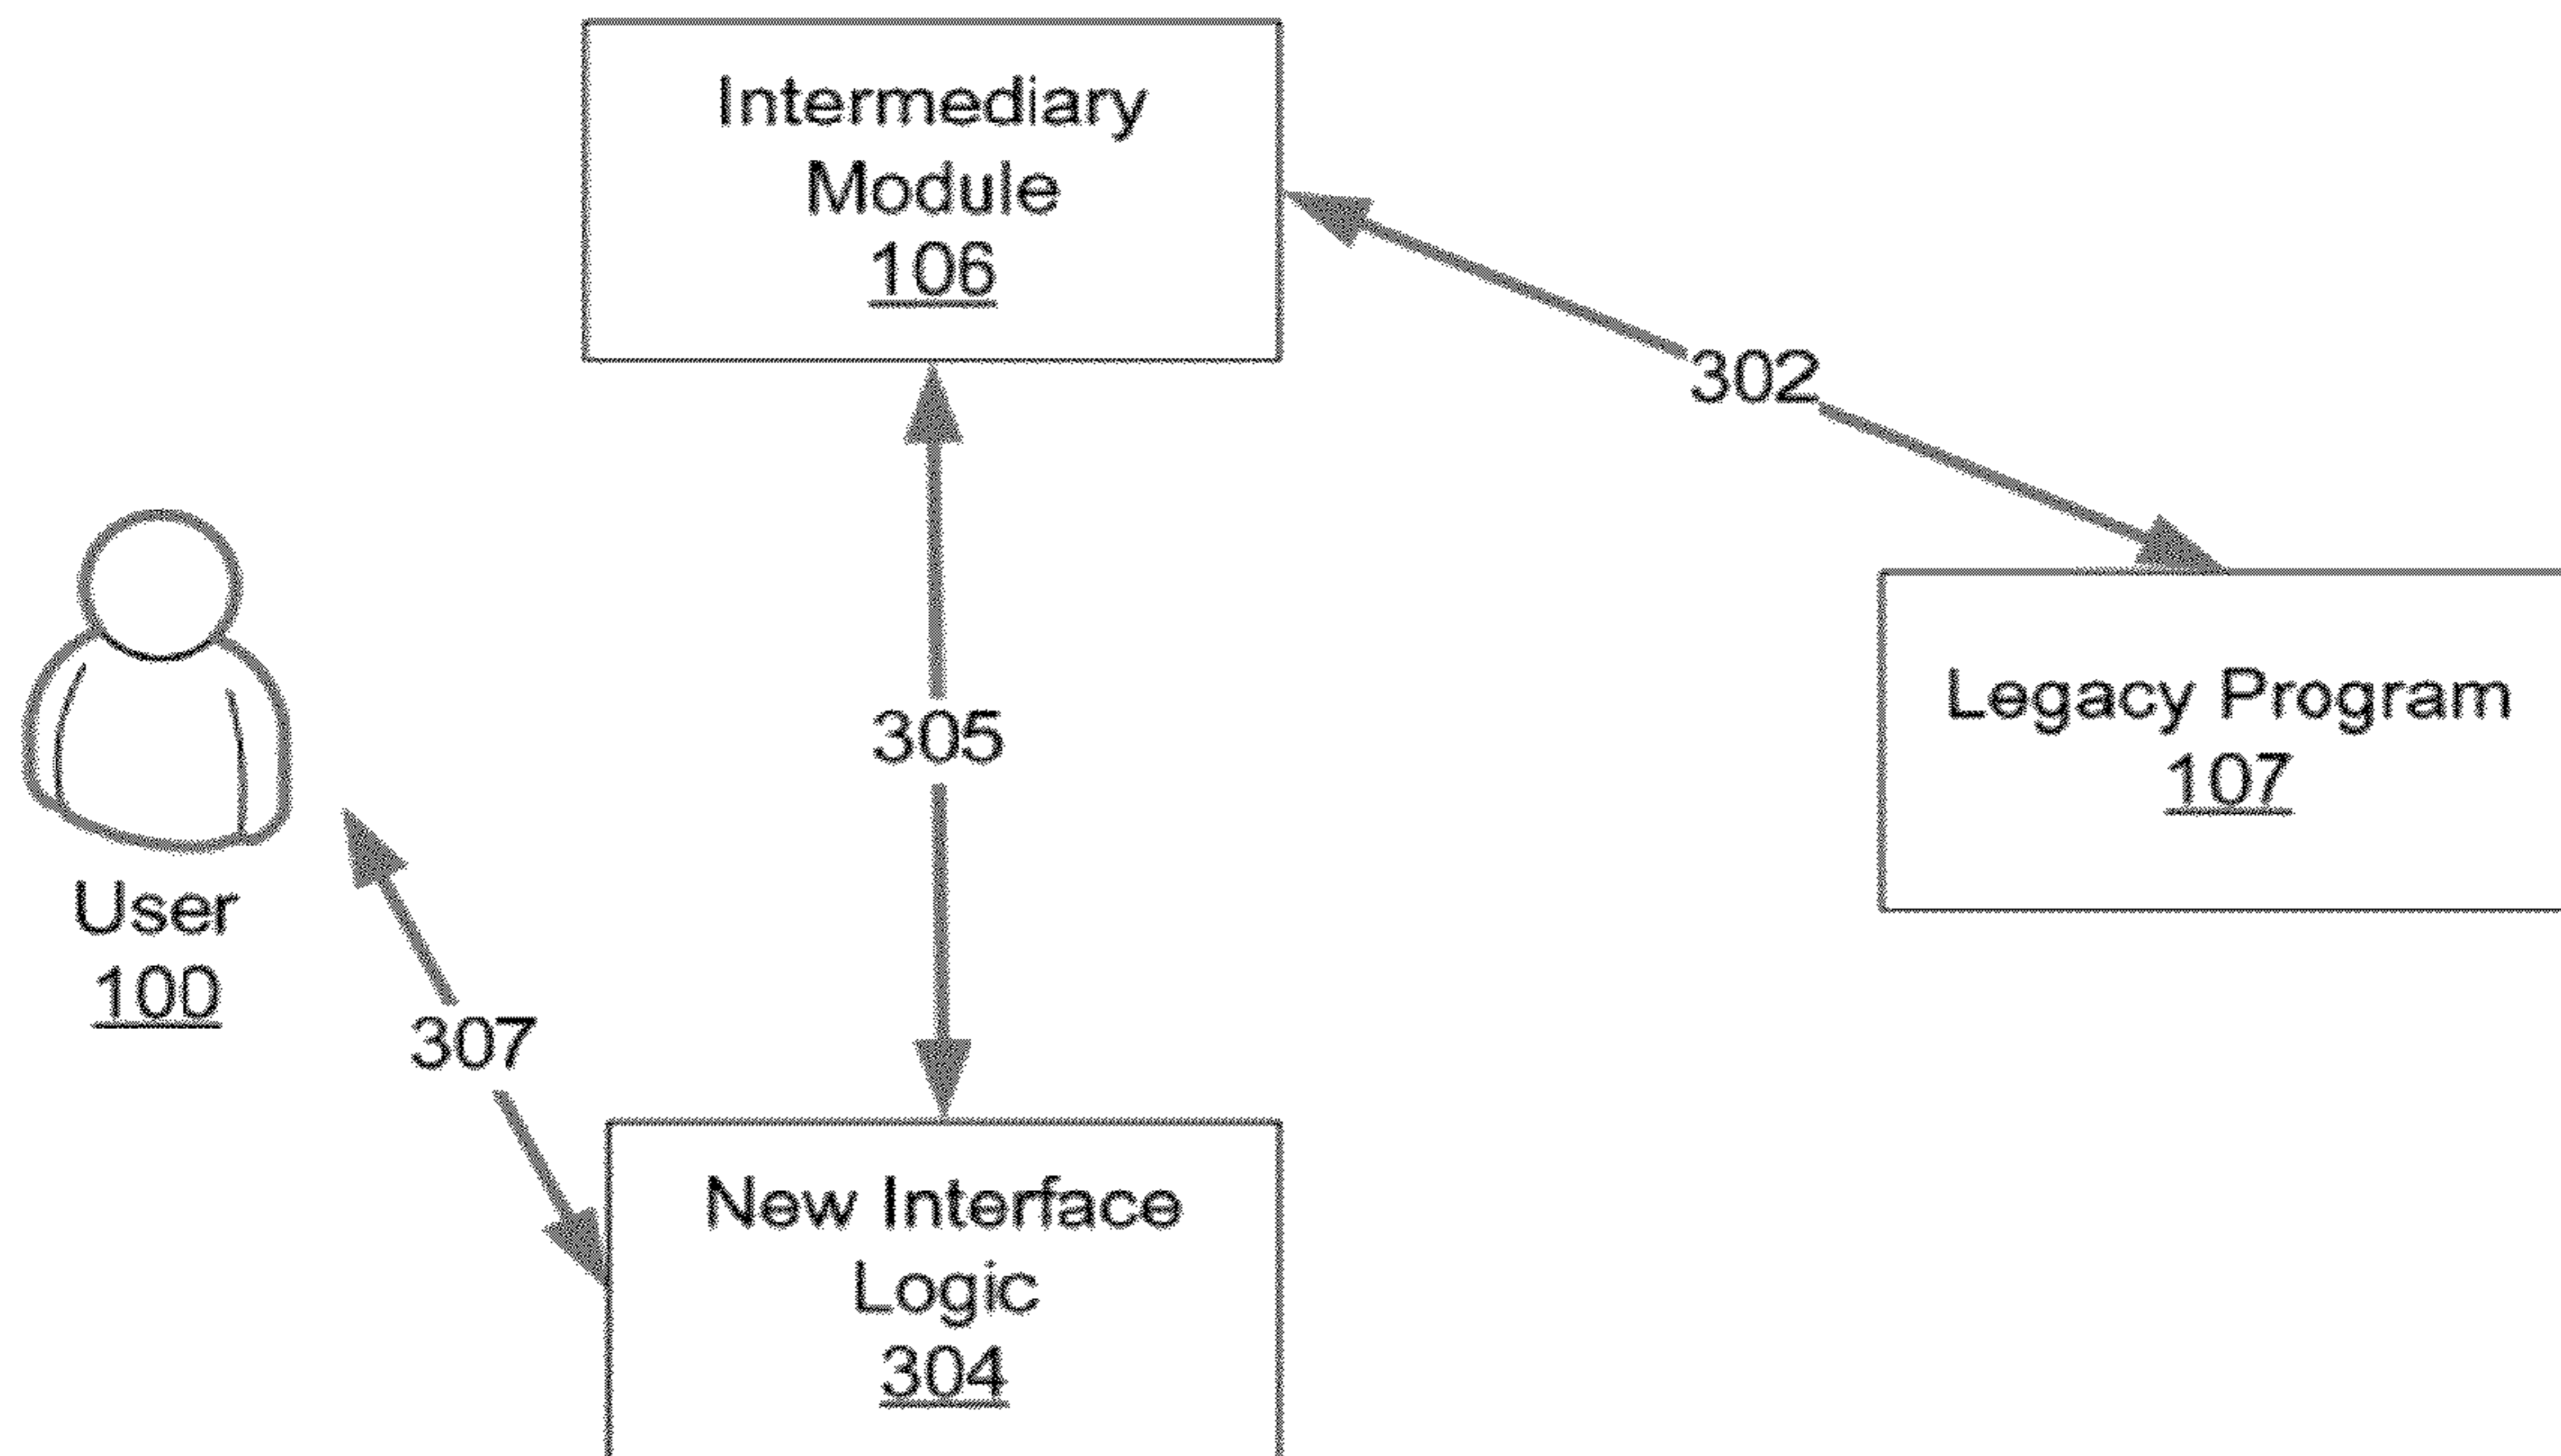 Intermediary
Module
106
302
Legacy Program
107
305
User
100
307
New Interface
Logic
304